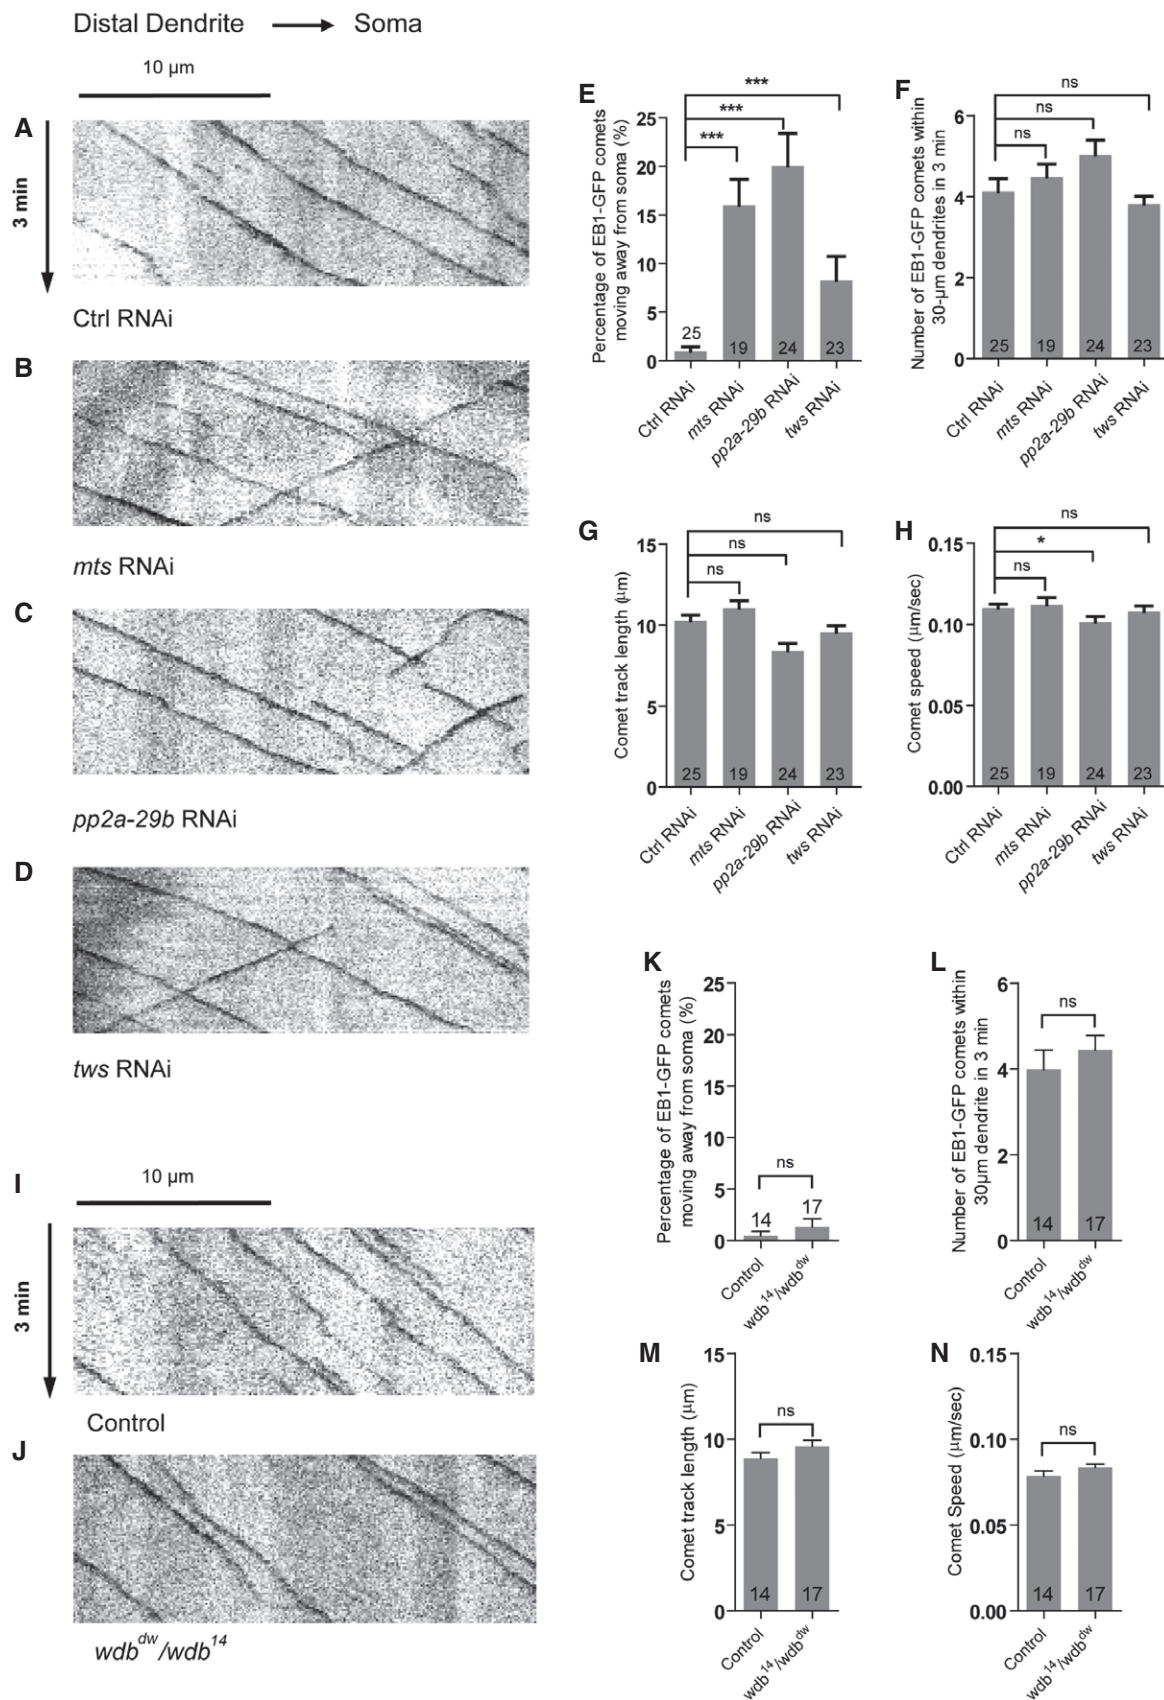 Distal Dendrite → Soma
10 µm
A
3 min
Ctrl RNAi
B
mts RNAi
C
pp2a-29b RNAi
D
tws RNAi
E
Percentage of EB1-GFP comets
moving away from soma (%)
25
20
15
10
5
0
***
***
***
25
19
24
23
Ctrl RNAi
mts RNAi
pp2a-29b RNAi
tws RNAi
F
Number of EB1-GFP comets within
30-µm dendrites in 3 min
6
4
2
0
ns
ns
ns
25
19
24
23
Ctrl RNAi
mts RNAi
pp2a-29b RNAi
tws RNAi
G
Comet track length (µm)
15
10
5
0
ns
ns
ns
25
19
24
23
Ctrl RNAi
mts RNAi
pp2a-29b RNAi
tws RNAi
H
Comet speed (µm/sec)
0.15
0.10
0.05
0.00
ns
*
ns
25
19
24
23
Ctrl RNAi
mts RNAi
pp2a-29b RNAi
tws RNAi
I
10 µm
3 min
Control
J
wdb^dw/wdb^14
K
Percentage of EB1-GFP comets
moving away from soma (%)
25
20
15
10
5
0
ns
14
17
Control
wdb^14/wdb^dw
L
Number of EB1-GFP comets within
30µm dendrite in 3 min
6
4
2
0
ns
14
17
Control
wdb^14/wdb^dw
M
Comet track length (µm)
15
10
5
0
ns
14
17
Control
wdb^14/wdb^dw
N
Comet Speed (µm/sec)
0.15
0.10
0.05
0.00
ns
14
17
Control
wdb^14/wdb^dw